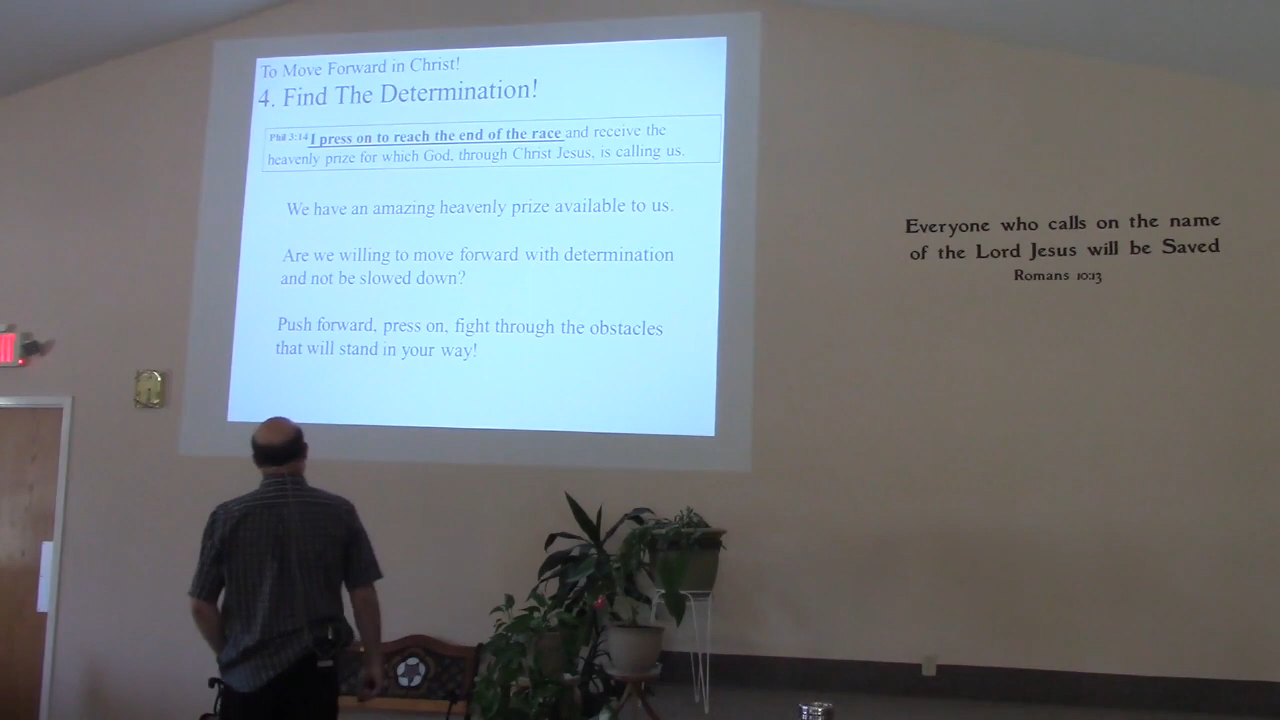 To Move Forward in Christ!
4. Find The Determination!
Phil 3:14 I press on to reach the end of the race and receive the
heavenly prize for which God, through Christ Jesus, is calling us.
We have an amazing heavenly prize available to us.
Are we willing to move forward with determination
and not be slowed down?
Push forward, press on, fight through the obstacles
that will stand in your way!
Everyone who calls on the name
of the Lord Jesus will be Saved
Romans 10:13